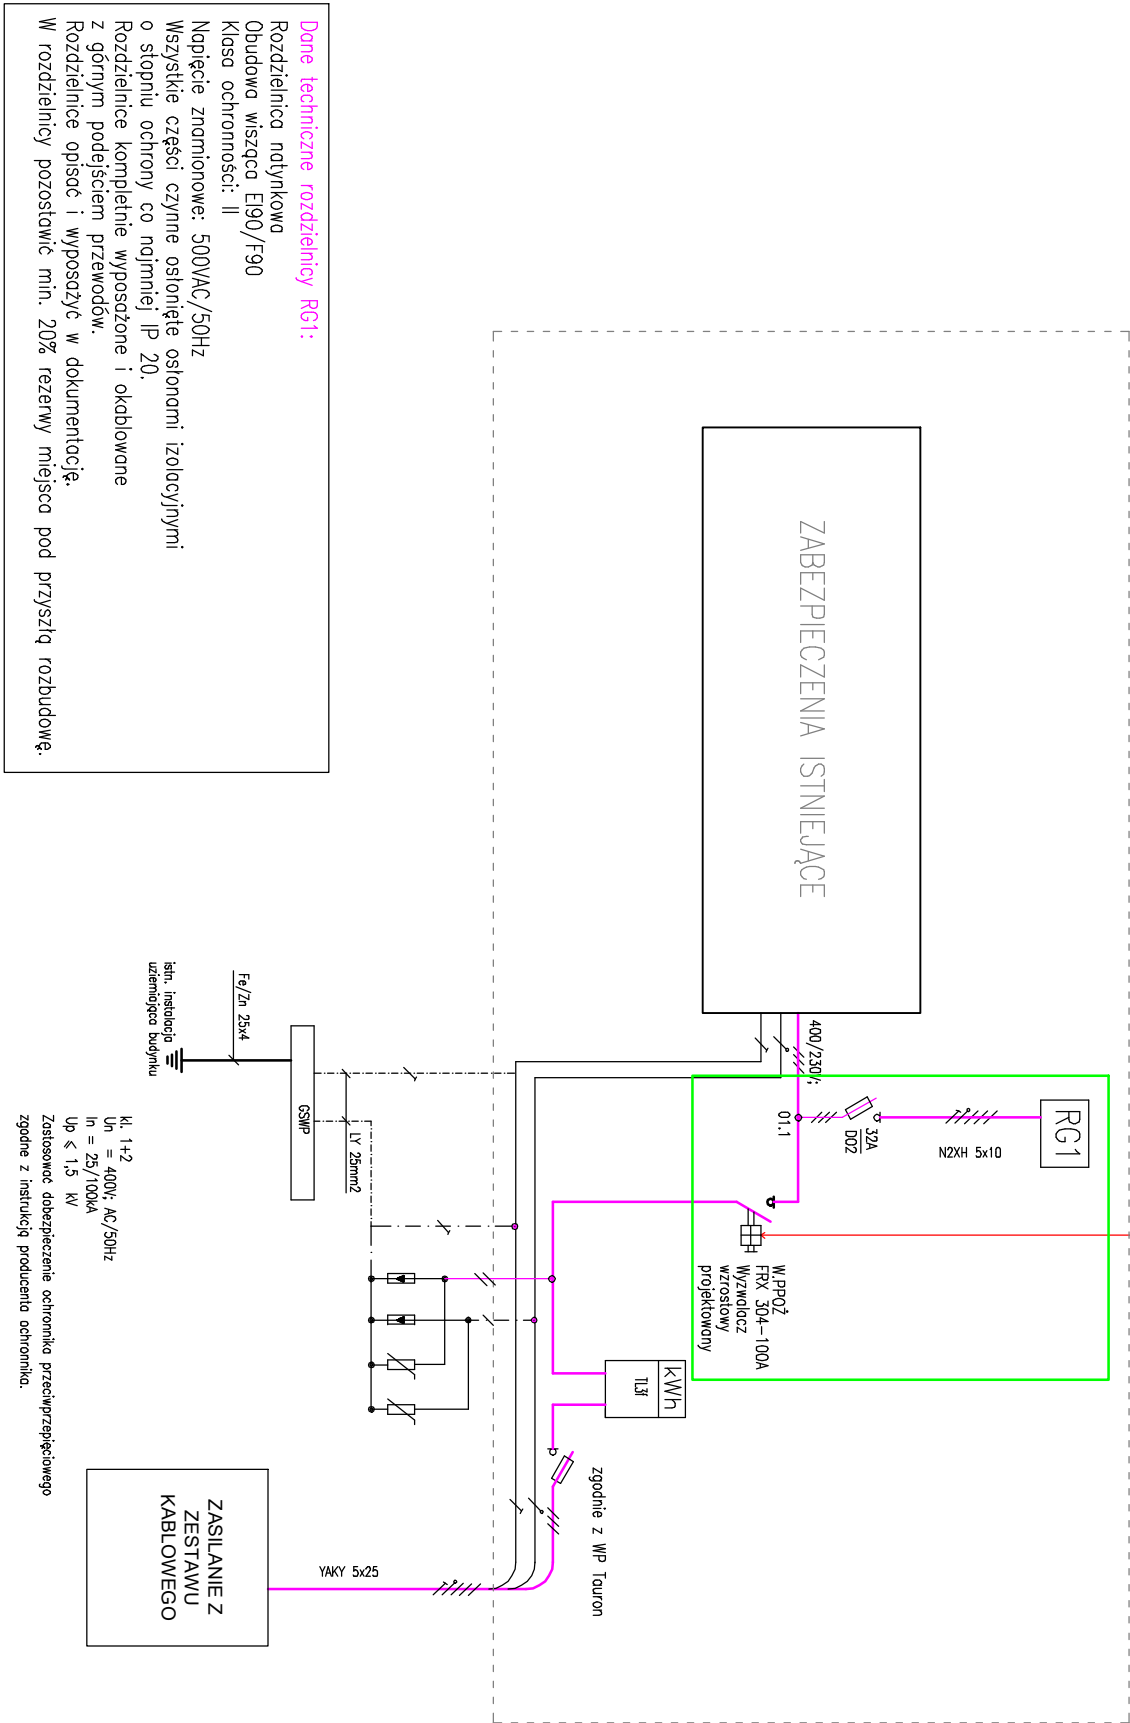 Dane techniczne rozdzielnicy RG1:
Rozdzielnica natynkowa
Obudowa wisząca EI90/F90
Klasa ochronności: II
Napięcie znamionowe: 500VAC/50Hz
Wszystkie części czynne osłonięte osłonami izolacyjnymi
o stopniu ochrony co najmniej IP 20.
Rozdzielnice kompletnie wyposażone i okablowane
z górnym podejściem przewodów.
Rozdzielnice opisać i wyposażyć w dokumentację.
W rozdzielnicy pozostawić min. 20% rezerwy miejsca pod przyszłą rozbudowę.
ZABEZPIECZENIA ISTNIEJĄCE
400/230V;
01.1
32A
D02
N2XH 5x10
RG1
W.PPOŻ
FRX 304-100A
Wyzwalacz
wzrostowy
projektowany
kWh
TL3f
zgodnie z WP Tauron
YAKY 5x25
ZASILANIE Z
ZESTAWU
KABLOWEGO
GSWP
LY 25mm2
Fe/Zn 25x4
istn. instalacja
uziemiająca budynku
kl. 1+2
Un = 400V; AC/50Hz
In = 25/100kA
Up ≤ 1,5 kV
Zastosować dobezpieczenie ochronnika przeciwprzepięciowego
zgodne z instrukcją producenta ochronnika.